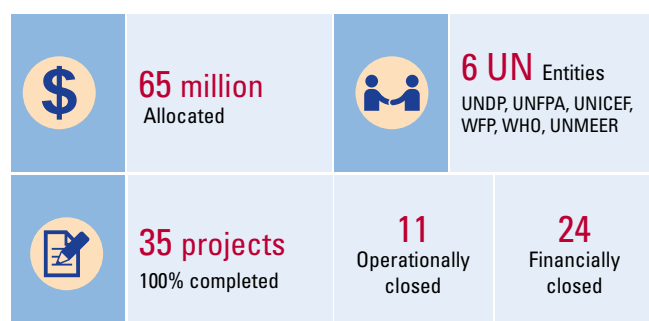 $
65 million
Allocated
6 UN Entities
UNDP, UNFPA, UNICEF,
WFP, WHO, UNMEER
35 projects
100% completed
11
Operationally
closed
24
Financially
closed